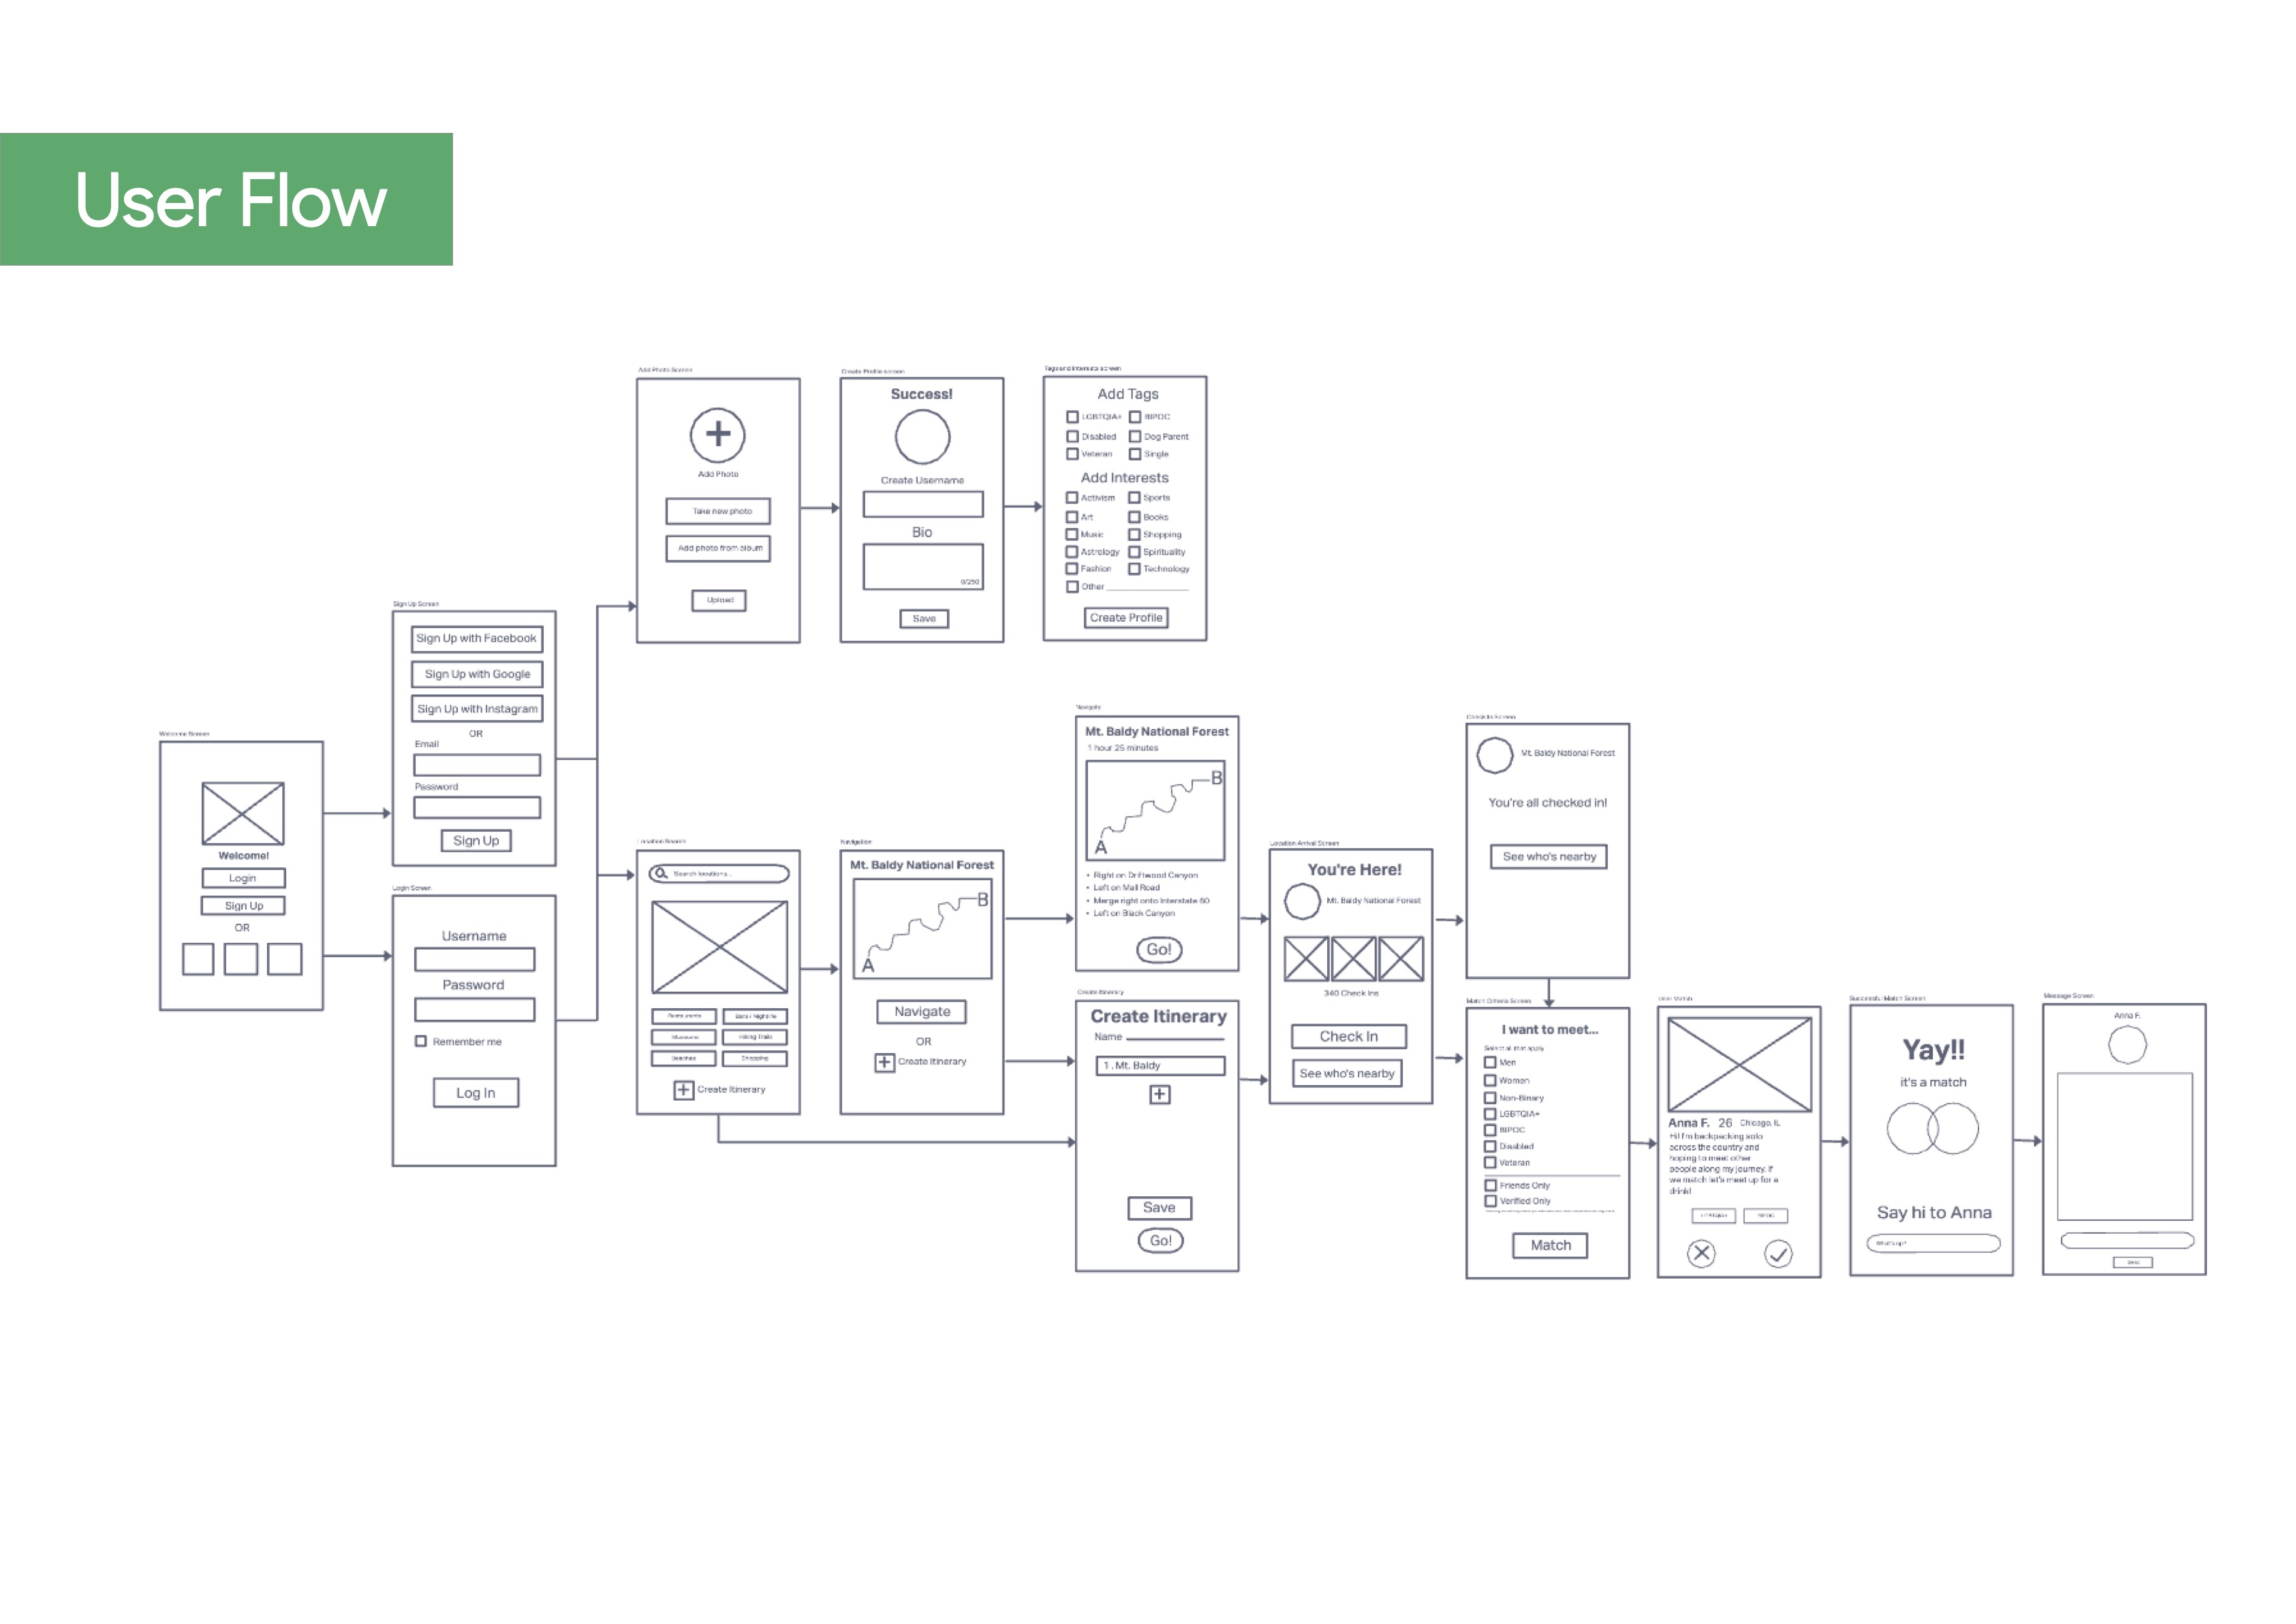 User Flow
Welcome Screen
Welcome!
Login
Sign Up
OR
Sign Up Screen
Sign Up with Facebook
Sign Up with Google
Sign Up with Instagram
OR
Email
Password
Sign Up
Login Screen
Username
Password
Remember me
Log In
Add Photo Screen
Add Photo
Take new photo
Add photo from album
Upload
Create Profile screen
Success!
Create Username
Bio
0/250
Save
Tags and Interests screen
Add Tags
LGBTQIA+ BIPOC
Disabled Dog Parent
Veteran Single
Add Interests
Activism Sports
Art Books
Music Shopping
Astrology Spirituality
Fashion Technology
Other
Create Profile
Location Search
Search locations...
Restaurants Bars / Nightlife
Museums Hiking Trails
Beaches Shopping
Create Itinerary
Navigation
Mt. Baldy National Forest
A B
Navigate
OR
Create Itinerary
Navigate
Mt. Baldy National Forest
1 hour 25 minutes
A B
• Right on Driftwood Canyon
• Left on Mall Road
• Merge right onto Interstate 60
• Left on Black Canyon
Go!
Create Itinerary
Create Itinerary
Name
1. Mt. Baldy
Save
Go!
Location Arrival Screen
You're Here!
Mt. Baldy National Forest
340 Check Ins
Check In
See who's nearby
Check In Screen
Mt. Baldy National Forest
You're all checked in!
See who's nearby
Match Criteria Screen
I want to meet...
Select all that apply
Men
Women
Non-Binary
LGBTQIA+
BIPOC
Disabled
Veteran
Friends Only
Verified Only
Match
User Match
Anna F. 26 Chicago, IL
Hi! I'm backpacking solo
across the country and
hoping to meet other
people along my journey. If
we match let's meet up for a
drink!
LGBTQIA+ BIPOC
Successful Match Screen
Yay!!
it's a match
Say hi to Anna
What's up?
Message Screen
Anna F.
Send